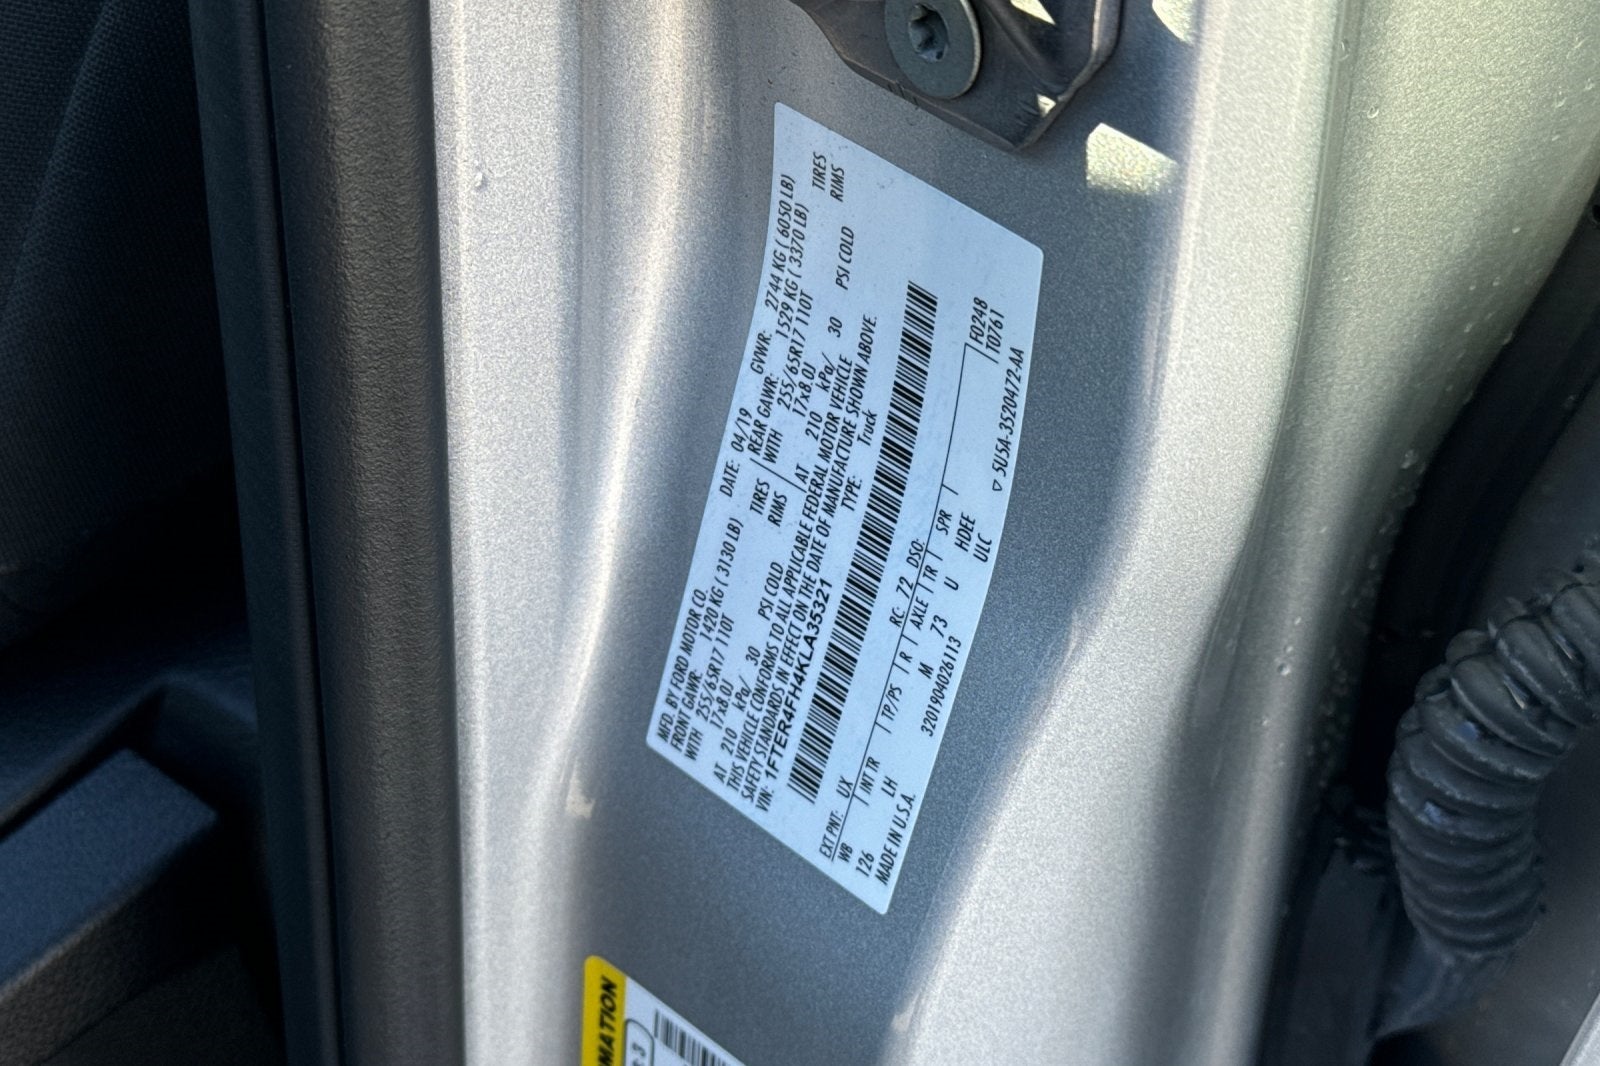 MFD. BY FORD MOTOR CO. DATE: 04/19 GVWR: 2744 KG ( 6050 LB)
FRONT GAWR: 1420 KG ( 3130 LB) REAR GAWR: 1529 KG ( 3370 LB)
WITH 255/65R17 110T TIRES WITH 255/65R17 110T TIRES
17x8.0J RIMS 17x8.0J RIMS
AT 210 kPa/ 30 PSI COLD AT 210 kPa/ 30 PSI COLD
THIS VEHICLE CONFORMS TO ALL APPLICABLE FEDERAL MOTOR VEHICLE
SAFETY STANDARDS IN EFFECT ON THE DATE OF MANUFACTURE SHOWN ABOVE.
VIN: 1FTER4FH4KLA35321 TYPE: Truck
EXT PNT: UX RC: 72 DSO: F0248
WB INT TR TP/PS R AXLE TR SPR T0761
126 LH M 73 U HDEE
MADE IN U.S.A. 3201904026113 ULC ▽ 5U5A-3520472-AA
MATION
3